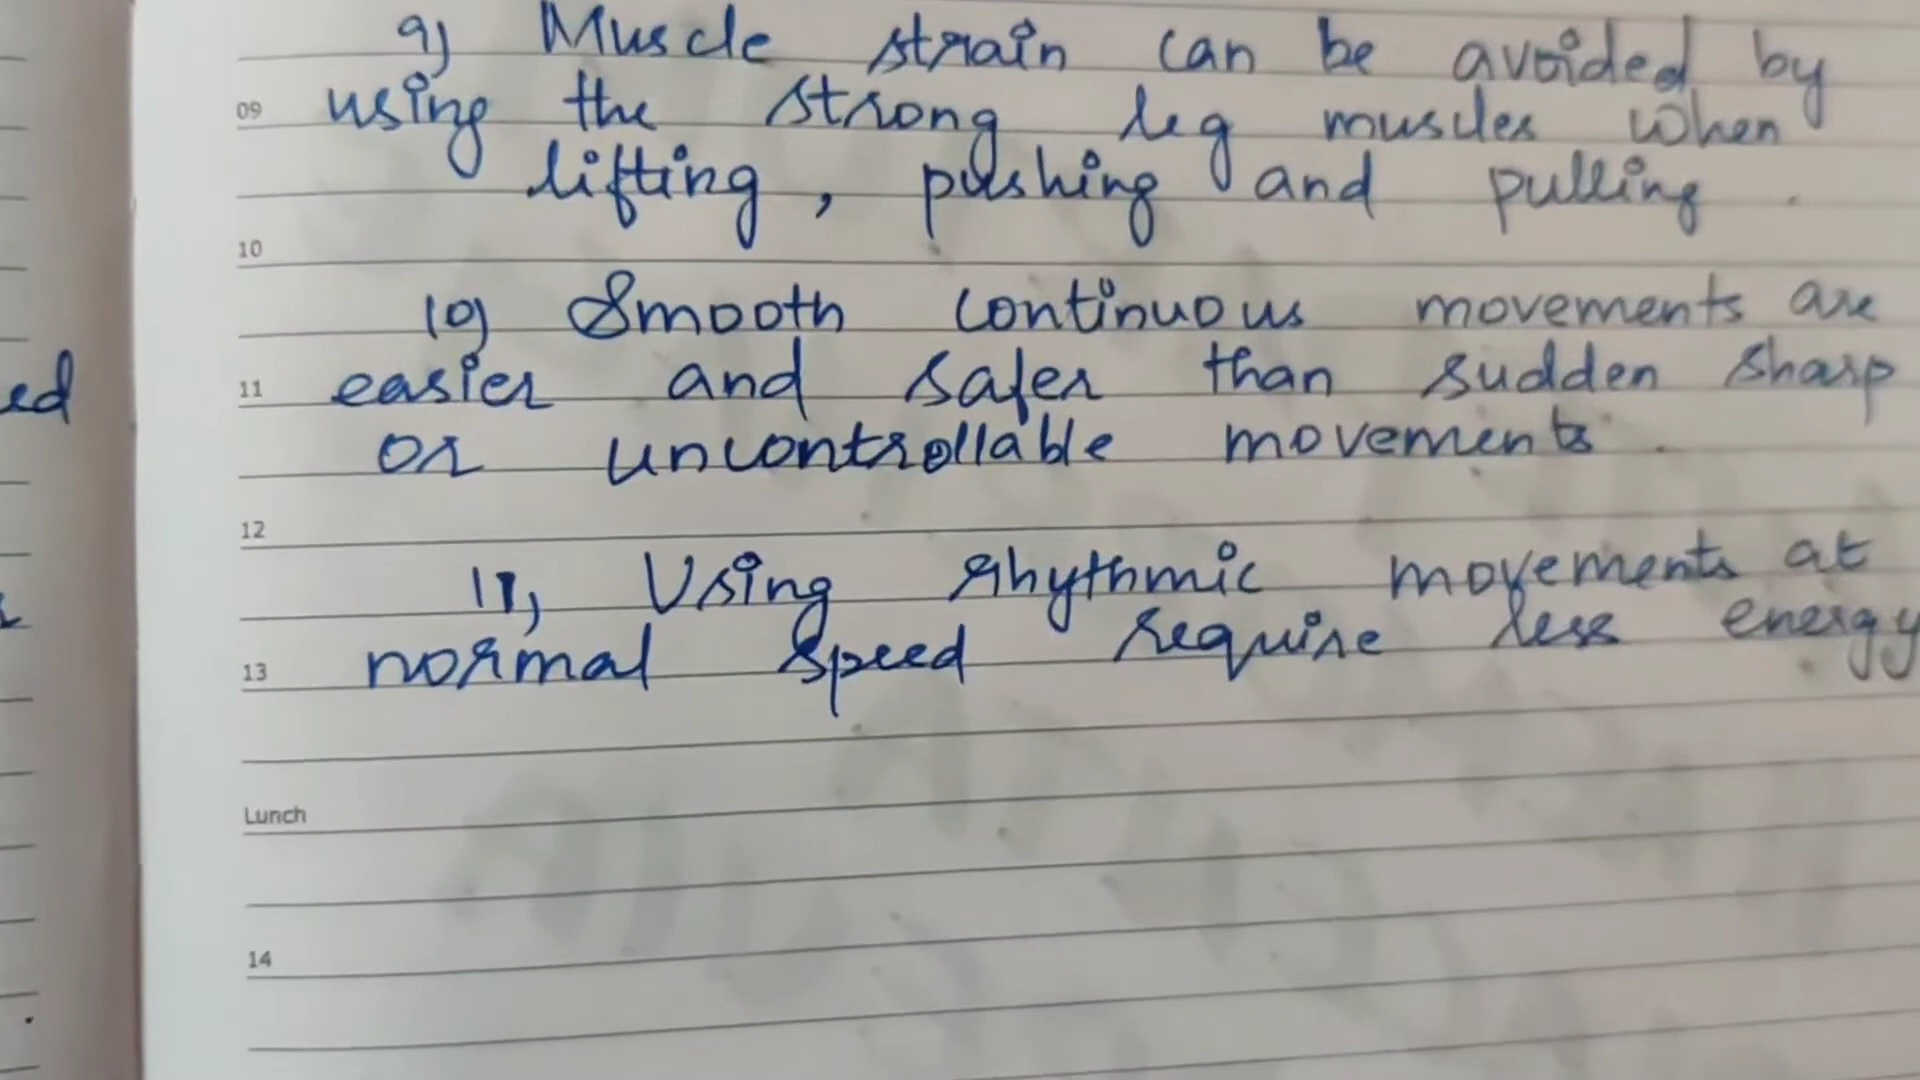 9) Muscle strain can be avoided by
09 using the strong leg muscles when
lifting, pushing and pulling.
10
10) Smooth continuous movements are
ed
11 easier and safer than sudden sharp
or uncontrollable movements.
12
11) Using rhythmic movements at
13 normal speed require less energy
Lunch
14